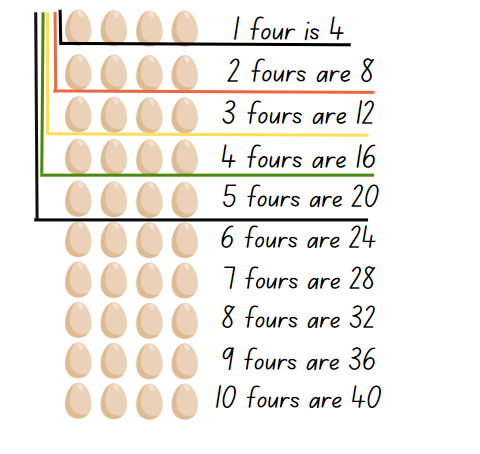 1 four is 4
2 fours are 8
3 fours are 12
4 fours are 16
5 fours are 20
6 fours are 24
7 fours are 28
8 fours are 32
9 fours are 36
10 fours are 40